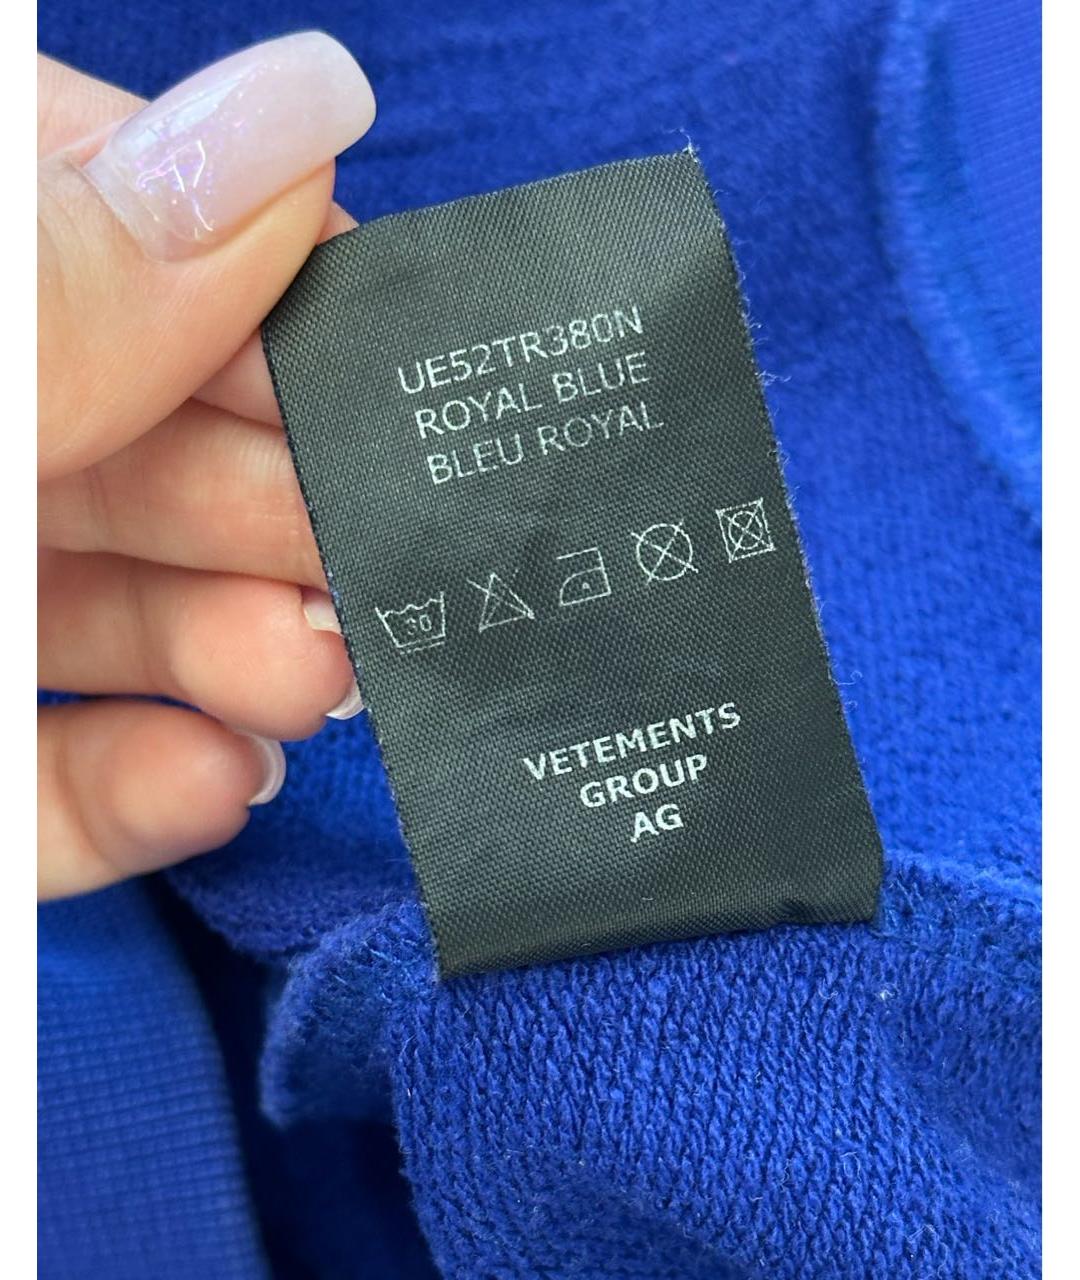 UE52TR380N
ROYAL BLUE
BLEU ROYAL
30
VETEMENTS
GROUP
AG